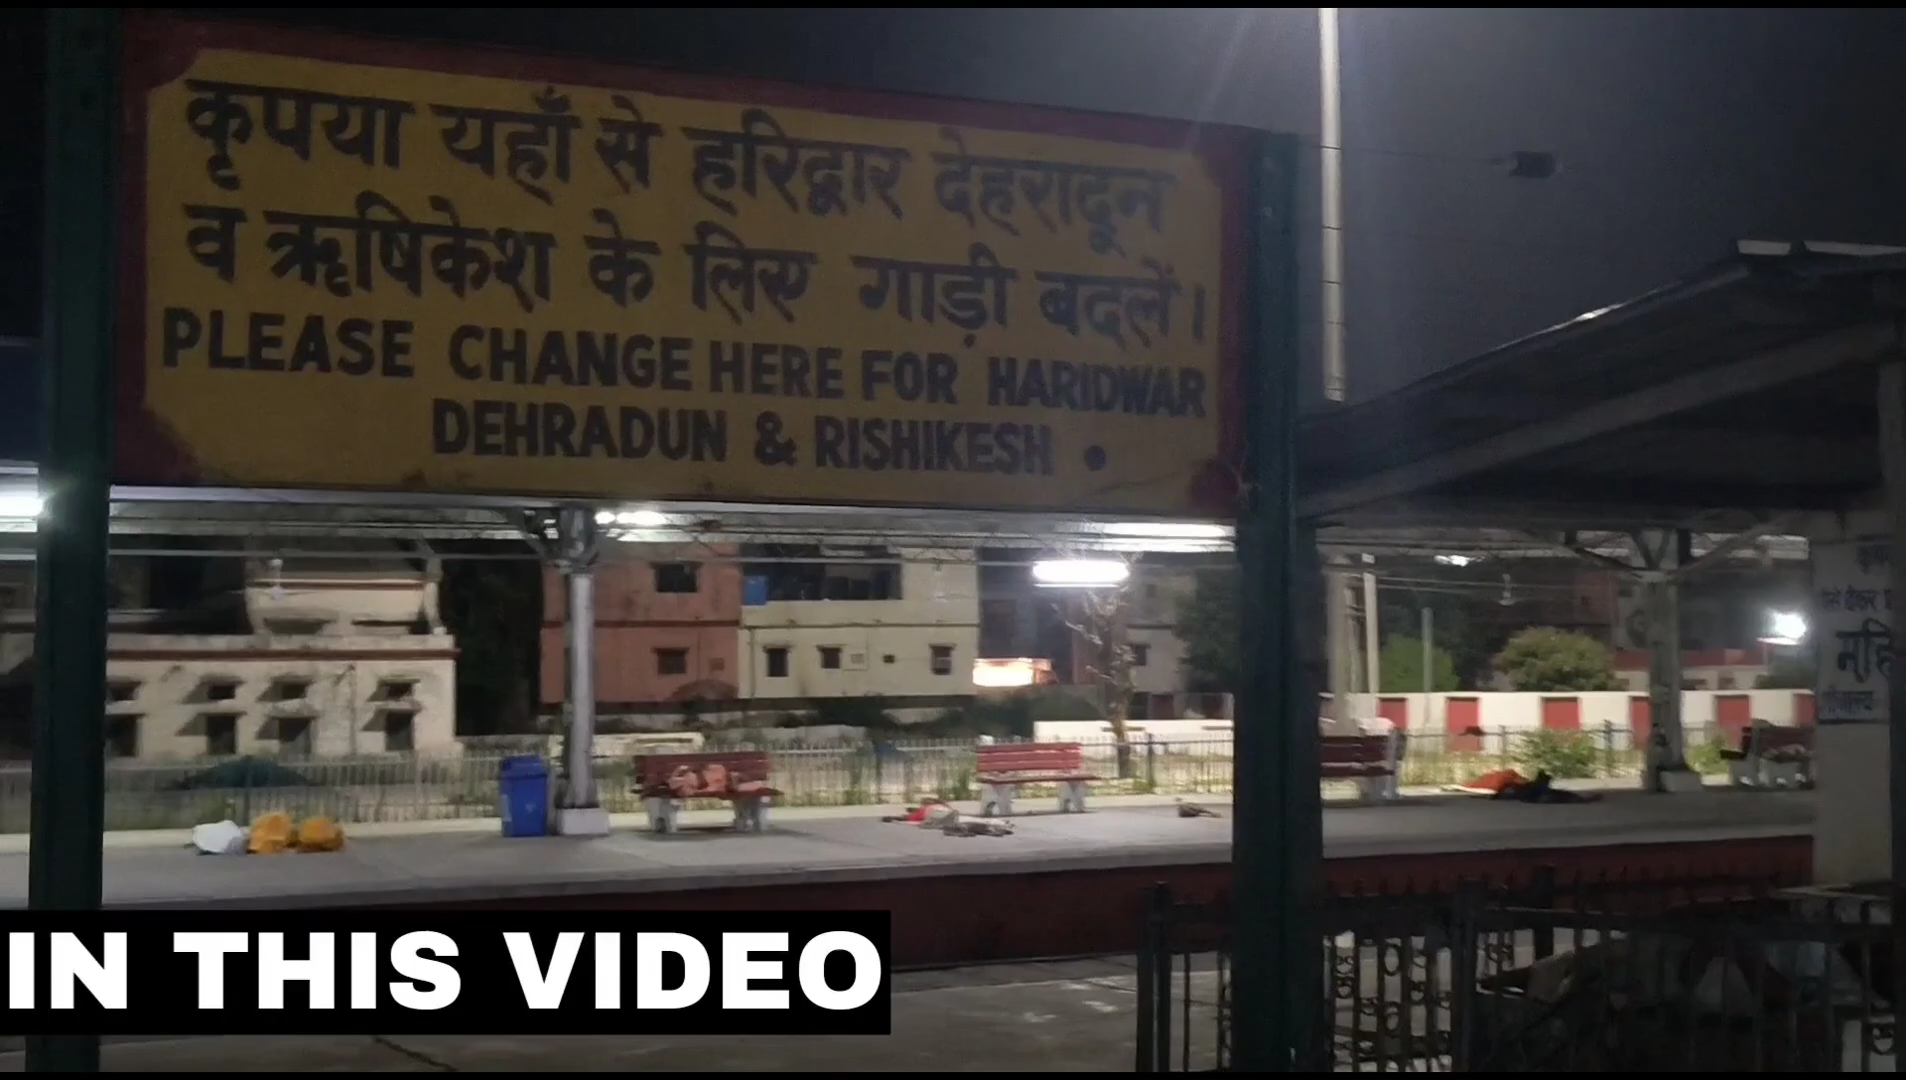 कृपया यहाँ से हरिद्वार देहरादून
व ऋषिकेश के लिए गाड़ी बदलें।
PLEASE CHANGE HERE FOR HARIDWAR
DEHRADUN & RISHIKESH .
IN THIS VIDEO